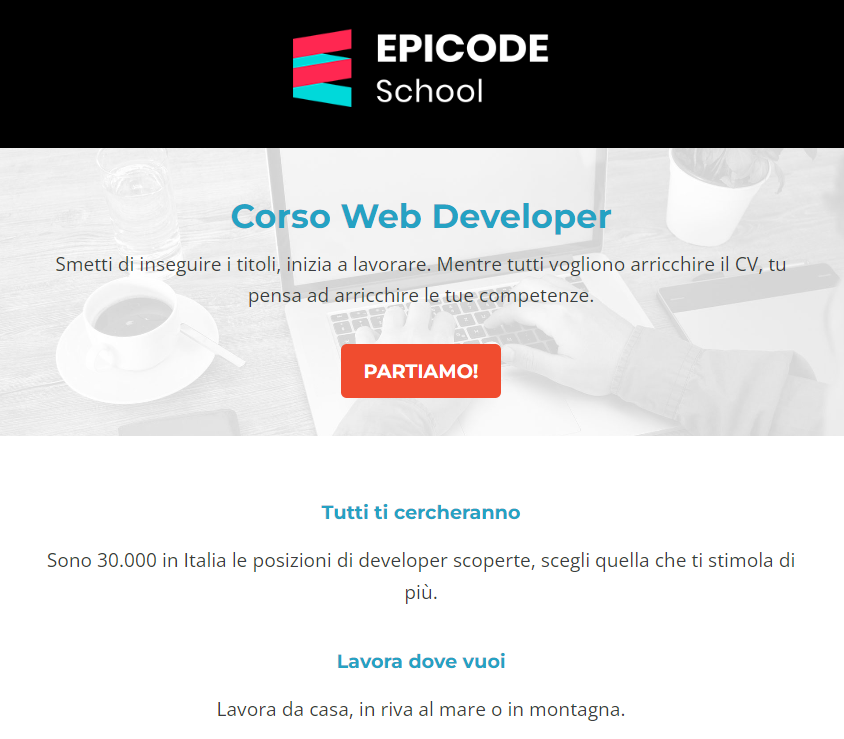 EPICODE
School
Corso Web Developer
Smetti di inseguire i titoli, inizia a lavorare. Mentre tutti vogliono arricchire il CV, tu
pensa ad arricchire le tue competenze.
PARTIAMO!
Tutti ti cercheranno
Sono 30.000 in Italia le posizioni di developer scoperte, scegli quella che ti stimola di
più.
Lavora dove vuoi
Lavora da casa, in riva al mare o in montagna.